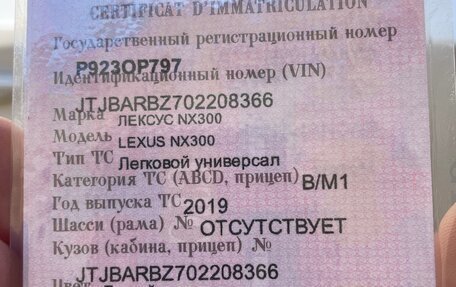 CERTIFICAT D'IMMATRICULATION
Государственный регистрационный номер
Р923ОР797
Идентификационный номер (VIN)
JTJBARBZ702208366
Марка ЛЕКСУС NX300
Модель LEXUS NX300
Тип ТС Легковой универсал
Категория ТС (ABCD, прицеп) B/M1
Год выпуска ТС 2019
Шасси (рама) № ОТСУТСТВУЕТ
Кузов (кабина, прицеп) №
JTJBARBZ702208366
Цвет